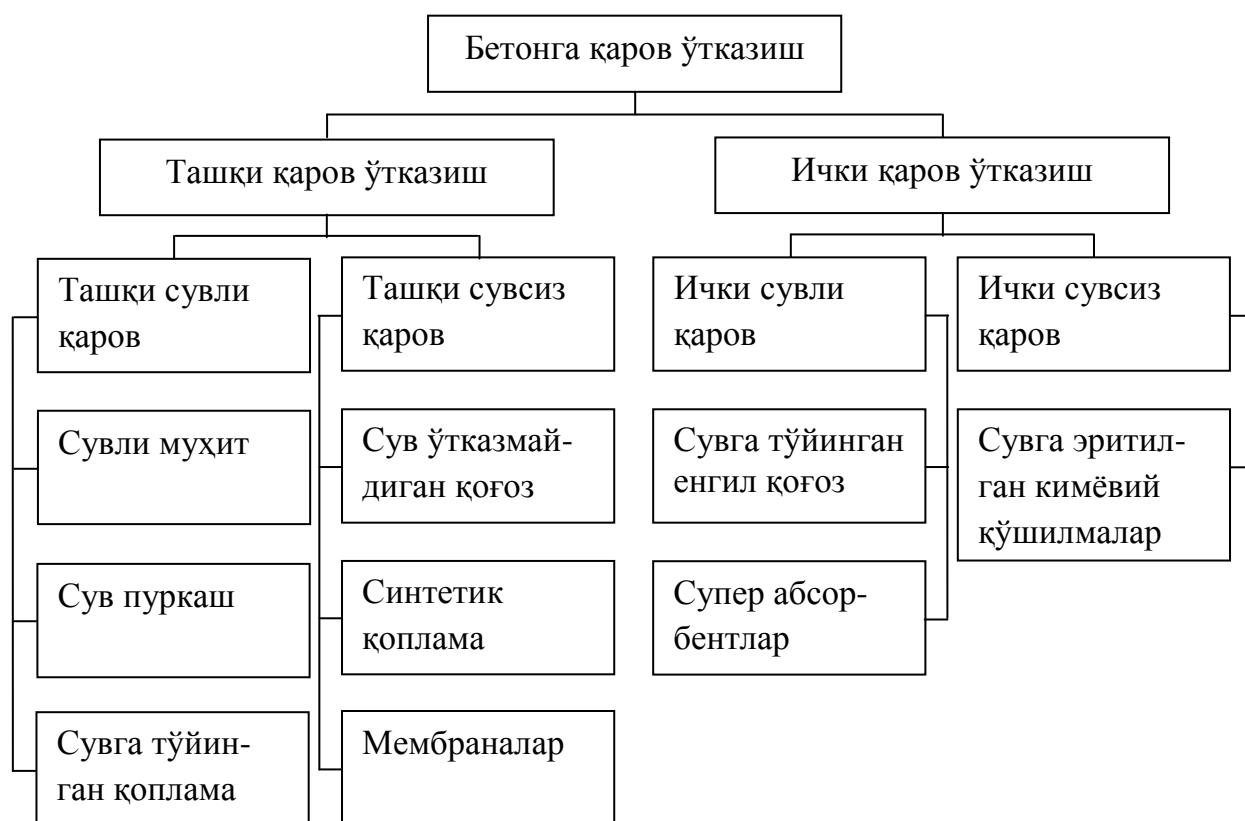 Бетонга қаров ўтказиш
Ташқи қаров ўтказиш
Ички қаров ўтказиш
Ташқи сувли
қаров
Ташқи сувсиз
қаров
Ички сувли
қаров
Ички сувсиз
қаров
Сувли муҳит
Сув ўтказмай-
диган қоғоз
Сувга тўйинган
енгил қоғоз
Сувга эритил-
ган кимёвий
қўшилмалар
Сув пуркаш
Синтетик
қоплама
Супер абсор-
бентлар
Сувга тўйин-
ган қоплама
Мембраналар